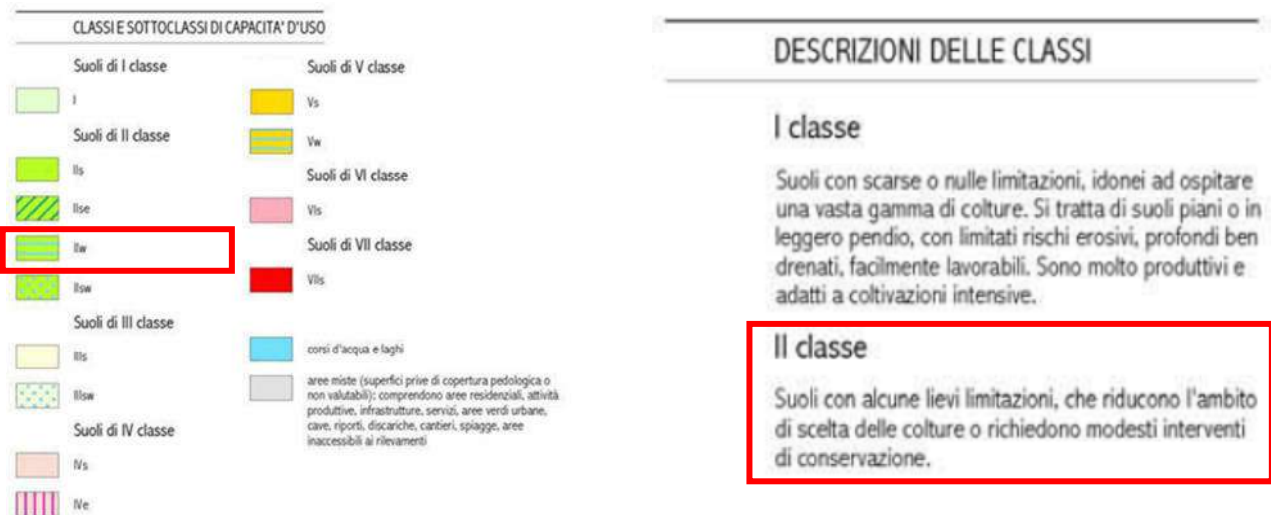 CLASSI E SOTTOCLASSI DI CAPACITA' D'USO
Suoli di I classe
I
Suoli di II classe
IIs
IIse
IIw
IIsw
Suoli di III classe
IIIs
IIIsw
Suoli di IV classe
IVs
IVe
Suoli di V classe
Vs
Vw
Suoli di VI classe
VIs
Suoli di VII classe
VIIs
corsi d'acqua e laghi
aree miste (superfici prive di copertura pedologica o
non valutabili): comprendono aree residenziali, attività
produttive, infrastrutture, servizi, aree verdi urbane,
cave, riporti, discariche, cantieri, spiagge, aree
inaccessibili ai rilevamenti
DESCRIZIONI DELLE CLASSI
I classe
Suoli con scarse o nulle limitazioni, idonei ad ospitare
una vasta gamma di colture. Si tratta di suoli piani o in
leggero pendio, con limitati rischi erosivi, profondi ben
drenati, facilmente lavorabili. Sono molto produttivi e
adatti a coltivazioni intensive.
II classe
Suoli con alcune lievi limitazioni, che riducono l'ambito
di scelta delle colture o richiedono modesti interventi
di conservazione.